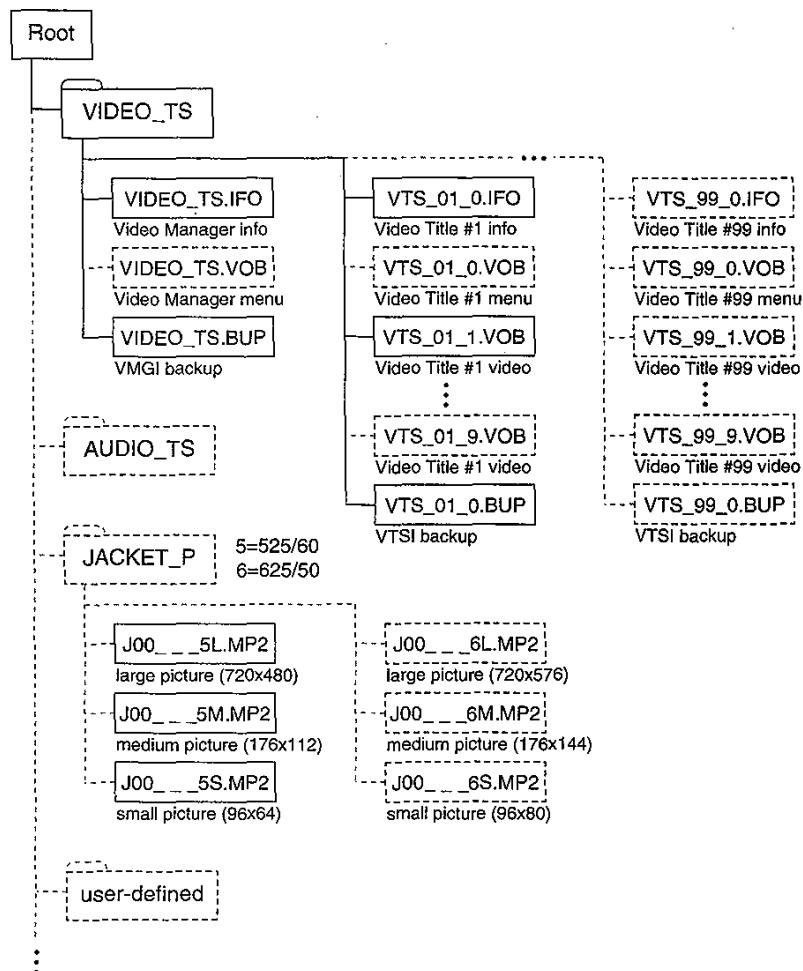 Root
VIDEO_TS
VIDEO_TS.IFO
Video Manager info
VIDEO_TS.VOB
Video Manager menu
VIDEO_TS.BUP
VMGI backup
VTS_01_0.IFO
Video Title #1 info
VTS_01_0.VOB
Video Title #1 menu
VTS_01_1.VOB
Video Title #1 video
VTS_01_9.VOB
Video Title #1 video
VTS_01_0.BUP
VTSI backup
VTS_99_0.IFO
Video Title #99 info
VTS_99_0.VOB
Video Title #99 menu
VTS_99_1.VOB
Video Title #99 video
VTS_99_9.VOB
Video Title #99 video
VTS_99_0.BUP
VTSI backup
AUDIO_TS
JACKET_P
5=525/60
6=625/50
J00_ _ _5L.MP2
large picture (720x480)
J00_ _ _5M.MP2
medium picture (176x112)
J00_ _ _5S.MP2
small picture (96x64)
J00_ _ _6L.MP2
large picture (720x576)
J00_ _ _6M.MP2
medium picture (176x144)
J00_ _ _6S.MP2
small picture (96x80)
user-defined